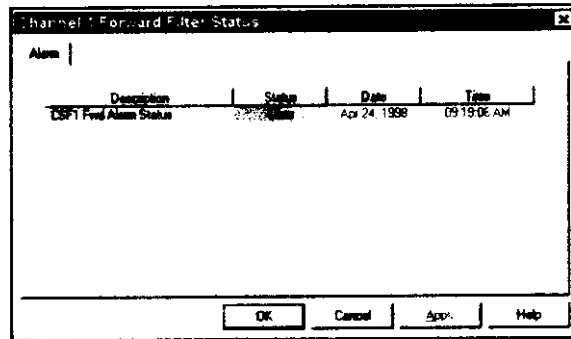 Channel 1 Forward Filter Status
Alarm
Description Status Date Time
CSF1 Fwd Alarm Status Apr 24, 1998 09:19:06 AM
OK Cancel Apply Help